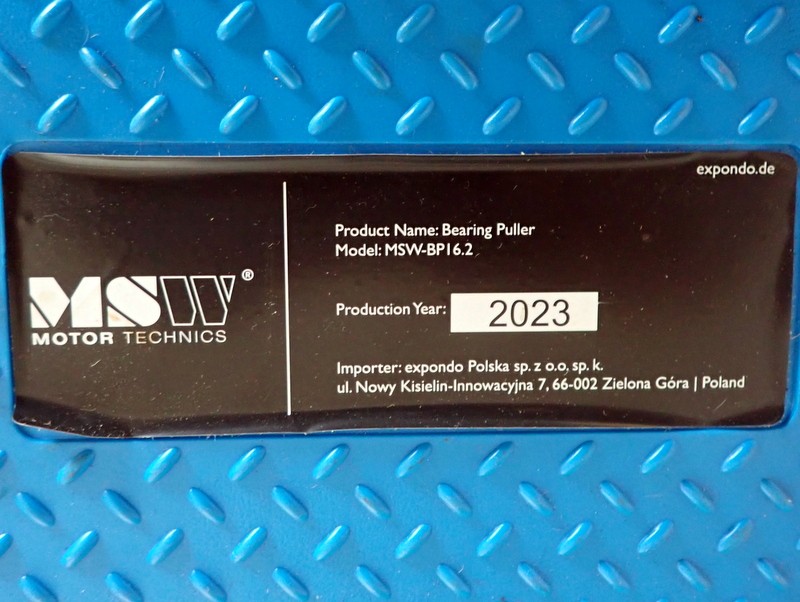 expondo.de
MSW®
MOTOR TECHNICS
Product Name: Bearing Puller
Model: MSW-BP16.2
Production Year: 2023
Importer: expondo Polska sp. z o.o. sp. k.
ul. Nowy Kisielin-Innowacyjna 7, 66-002 Zielona Góra | Poland